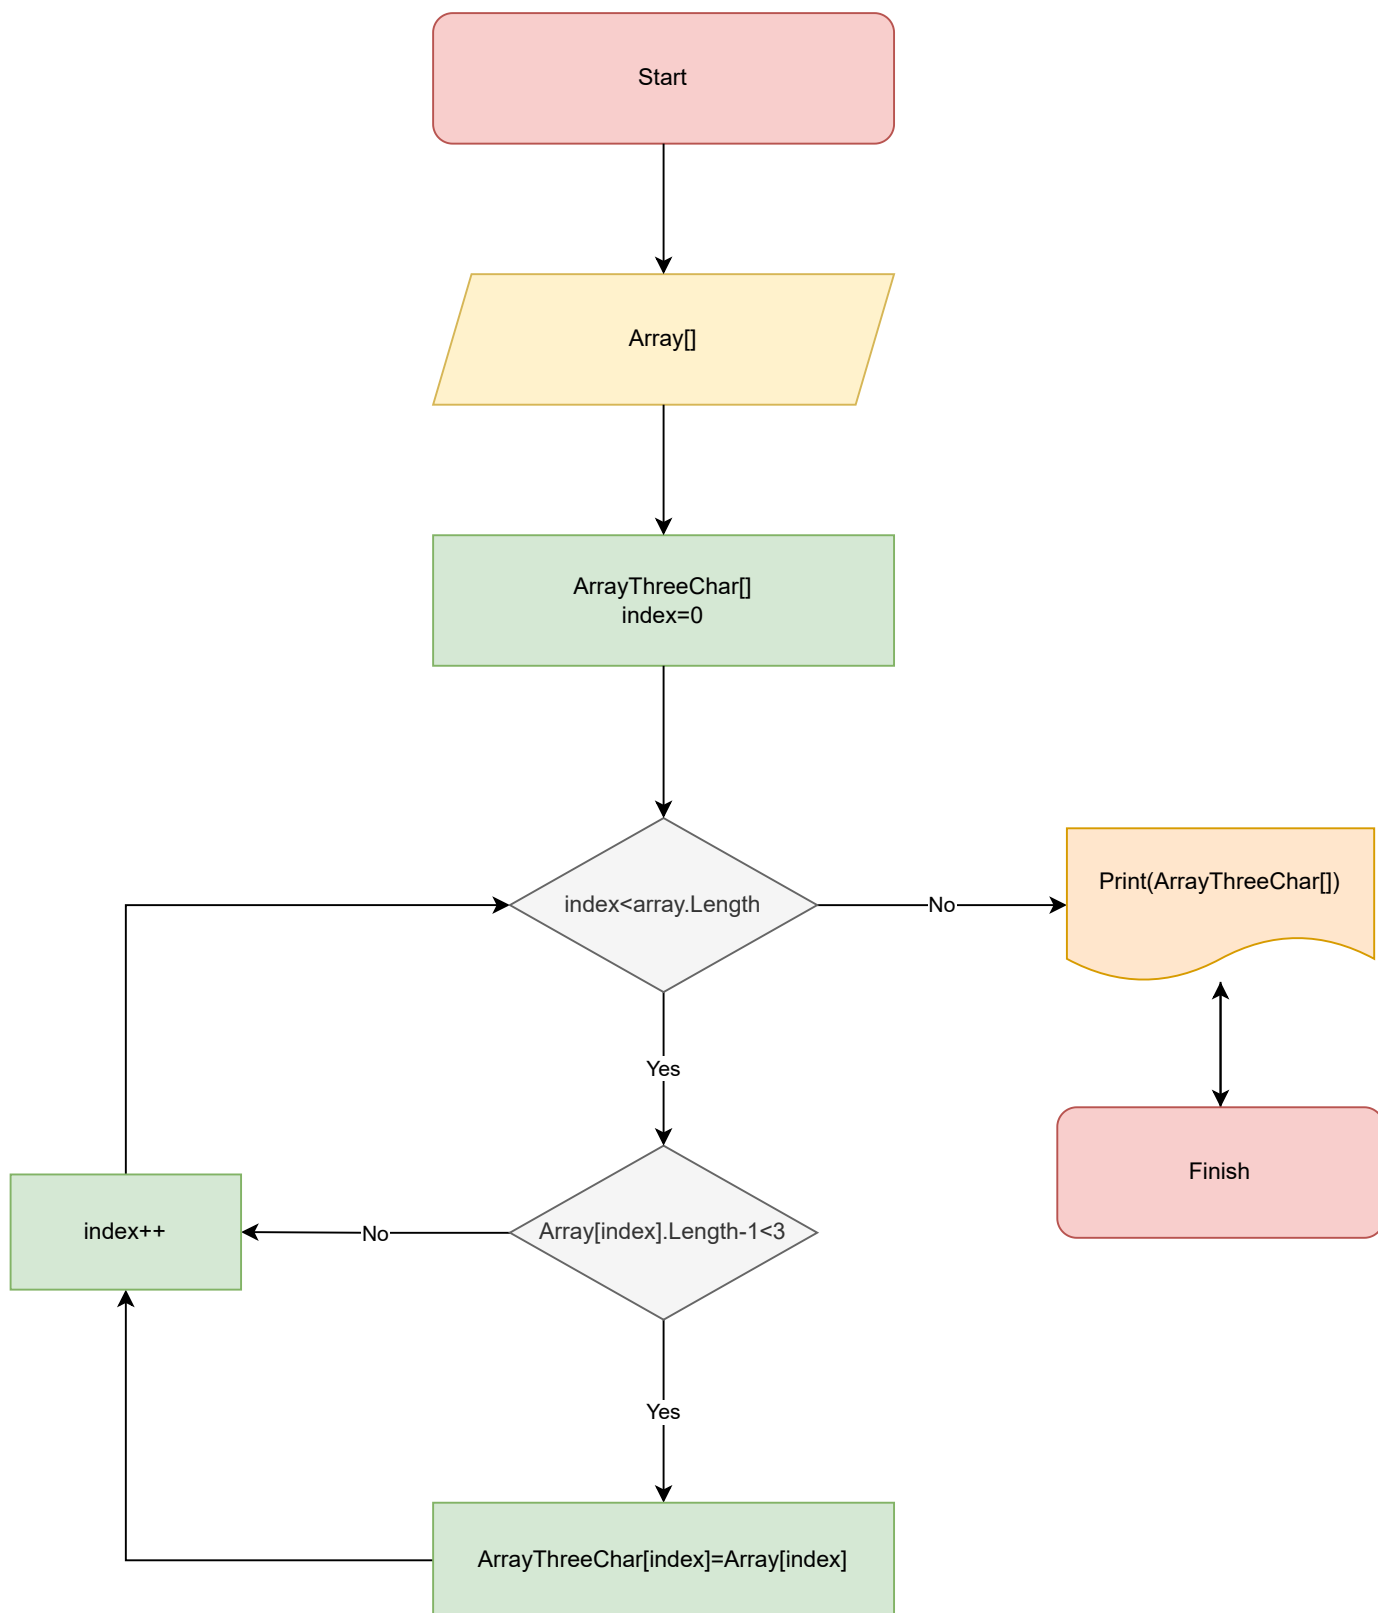 Start
Array[]
ArrayThreeChar[]
index=0
index<array.Length
No
Print(ArrayThreeChar[])
Yes
Finish
Array[index].Length-1<3
No
index++
Yes
ArrayThreeChar[index]=Array[index]